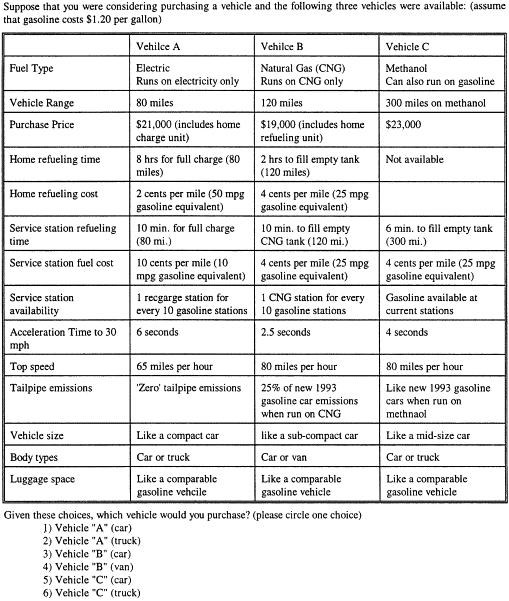 Suppose that you were considering purchasing a vehicle and the following three vehicles were available: (assume
that gasoline costs $1.20 per gallon)
Vehilce A Vehilce B Vehicle C
Fuel Type Electric Natural Gas (CNG) Methanol
Runs on electricity only Runs on CNG only Can also run on gasoline
Vehicle Range 80 miles 120 miles 300 miles on methanol
Purchase Price $21,000 (includes home $19,000 (includes home $23,000
charge unit) refueling unit)
Home refueling time 8 hrs for full charge (80 2 hrs to fill empty tank Not available
miles) (120 miles)
Home refueling cost 2 cents per mile (50 mpg 4 cents per mile (25 mpg
gasoline equivalent) gasoline equivalent)
Service station refueling 10 min. for full charge 10 min. to fill empty 6 min. to fill empty tank
time (80 mi.) CNG tank (120 mi.) (300 mi.)
Service station fuel cost 10 cents per mile (10 4 cents per mile (25 mpg 4 cents per mile (25 mpg
mpg gasoline equivalent) gasoline equivalent) gasoline equivalent)
Service station 1 recgarge station for 1 CNG station for every Gasoline available at
availability every 10 gasoline stations 10 gasoline stations current stations
Acceleration Time to 30 6 seconds 2.5 seconds 4 seconds
mph
Top speed 65 miles per hour 80 miles per hour 80 miles per hour
Tailpipe emissions 'Zero' tailpipe emissions 25% of new 1993 Like new 1993 gasoline
gasoline car emissions cars when run on
when run on CNG methnaol
Vehicle size Like a compact car like a sub-compact car Like a mid-size car
Body types Car or truck Car or van Car or truck
Luggage space Like a comparable Like a comparable Like a comparable
gasoline vehcile gasoline vehicle gasoline vehicle
Given these choices, which vehicle would you purchase? (please circle one choice)
1) Vehicle "A" (car)
2) Vehicle "A" (truck)
3) Vehicle "B" (car)
4) Vehicle "B" (van)
5) Vehicle "C" (car)
6) Vehicle "C" (truck)